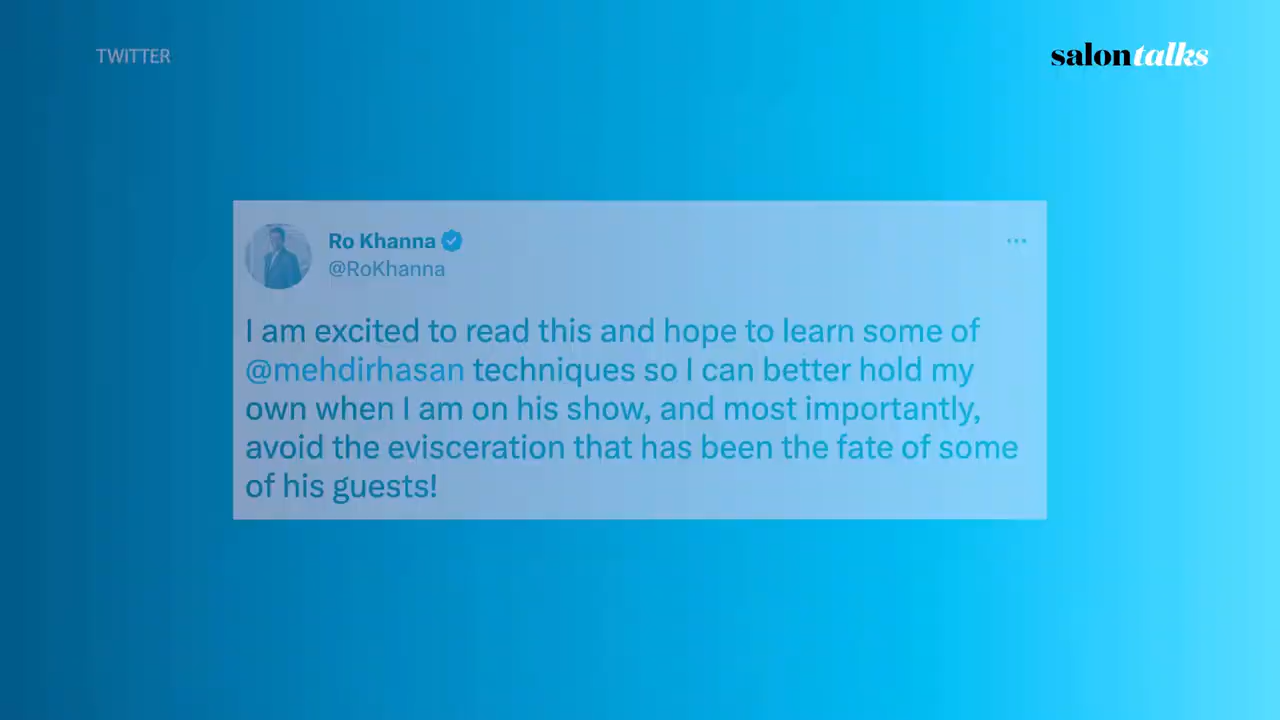 TWITTER
salontalks
Ro Khanna
@RoKhanna
I am excited to read this and hope to learn some of
@mehdirhasan techniques so I can better hold my
own when I am on his show, and most importantly,
avoid the evisceration that has been the fate of some
of his guests!